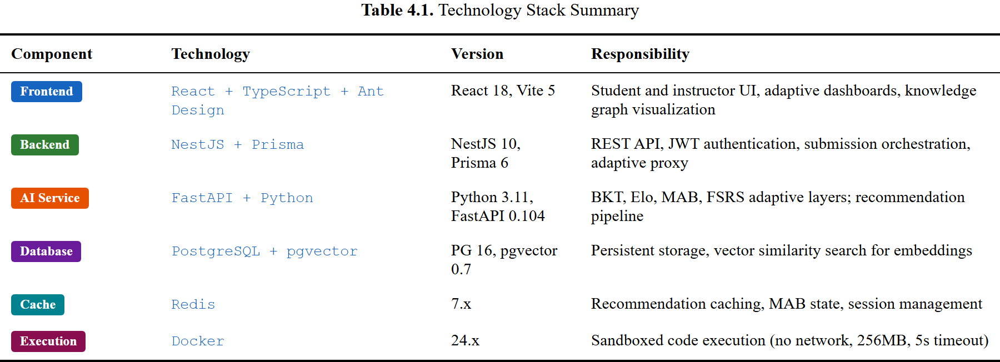 Table 4.1. Technology Stack Summary
Component Technology Version Responsibility
Frontend React + TypeScript + Ant Design React 18, Vite 5 Student and instructor UI, adaptive dashboards, knowledge graph visualization
Backend NestJS + Prisma NestJS 10, Prisma 6 REST API, JWT authentication, submission orchestration, adaptive proxy
AI Service FastAPI + Python Python 3.11, FastAPI 0.104 BKT, Elo, MAB, FSRS adaptive layers; recommendation pipeline
Database PostgreSQL + pgvector PG 16, pgvector 0.7 Persistent storage, vector similarity search for embeddings
Cache Redis 7.x Recommendation caching, MAB state, session management
Execution Docker 24.x Sandboxed code execution (no network, 256MB, 5s timeout)